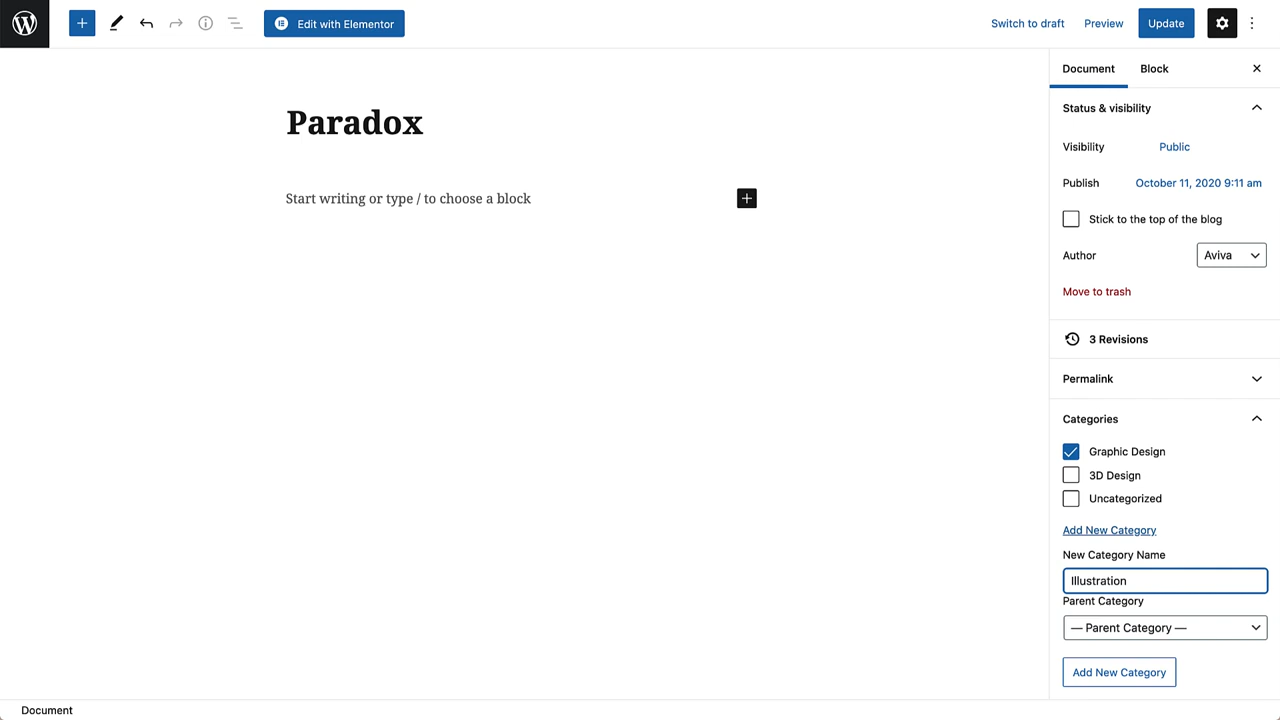 Edit with Elementor
Switch to draft
Preview
Update
Document
Block
Status & visibility
Paradox
Visibility
Public
Publish
October 11, 2020 9:11 am
Start writing or type / to choose a block
Stick to the top of the blog
Author
Aviva
Move to trash
3 Revisions
Permalink
Categories
Graphic Design
3D Design
Uncategorized
Add New Category
New Category Name
Illustration
Parent Category
— Parent Category —
Add New Category
Document